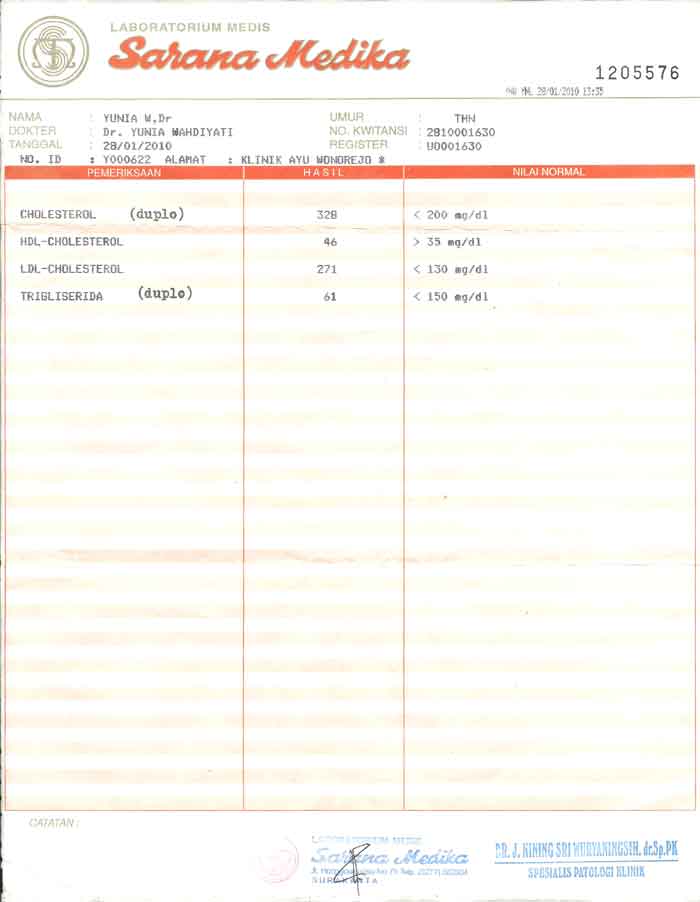 LABORATORIUM MEDIS
Sarana Medika
1205576
28/01/2010 13:35
NAMA : YUNIA W,Dr UMUR : THN
DOKTER : Dr. YUNIA WAHDIYATI NO. KWITANSI : 2810001630
TANGGAL : 28/01/2010 REGISTER : U0001630
NO. ID : Y000622 ALAMAT : KLINIK AYU WONOREJO *
PEMERIKSAAN HASIL NILAI NORMAL
CHOLESTEROL (duplo) 328 < 200 mg/dl
HDL-CHOLESTEROL 46 > 35 mg/dl
LDL-CHOLESTEROL 271 < 130 mg/dl
TRIGLISERIDA (duplo) 61 < 150 mg/dl
CATATAN :
LABORATORIUM MEDIS
Sarana Medika
SURAKARTA
DR. J. NINING SRI WURYANINGSIH. dr.Sp.PK
SPESIALIS PATOLOGI KLINIK